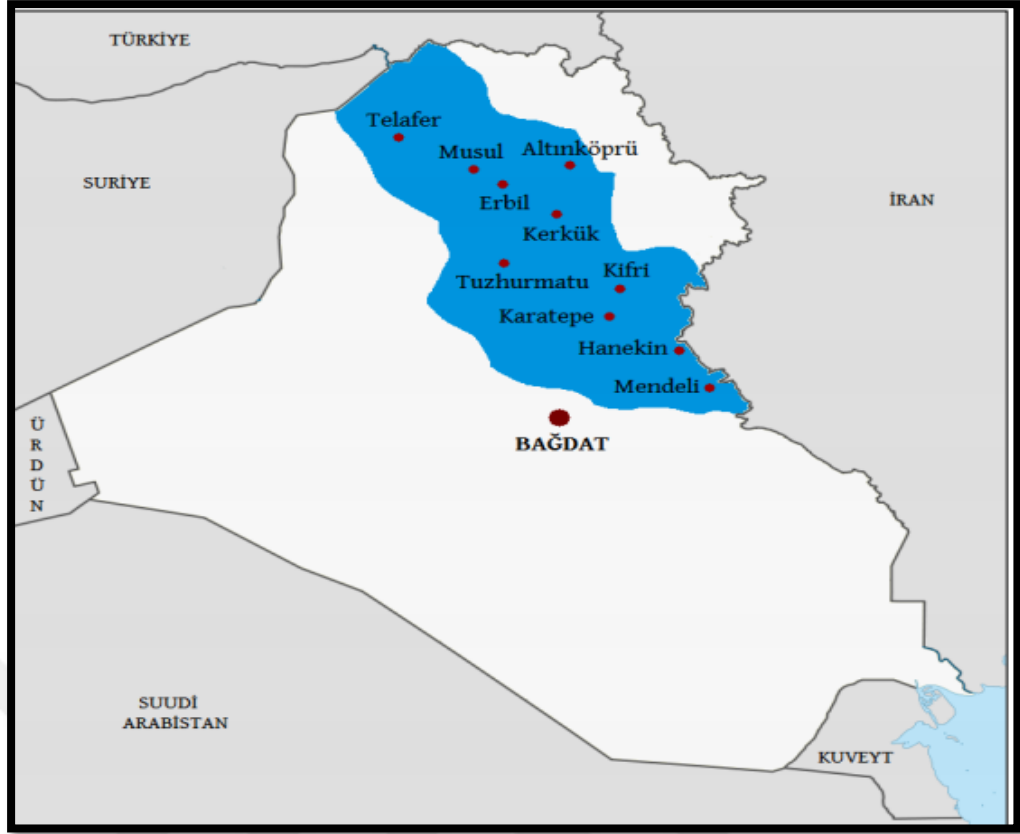 TÜRKİYE
Telafer
Musul
Altınköprü
SURİYE
İRAN
Erbil
Kerkük
Tuzhurmatu
Kifri
Karatepe
Hanekin
Mendeli
BAĞDAT
Ü
R
D
Ü
N
SUUDİ
ARABİSTAN
KUVEYT